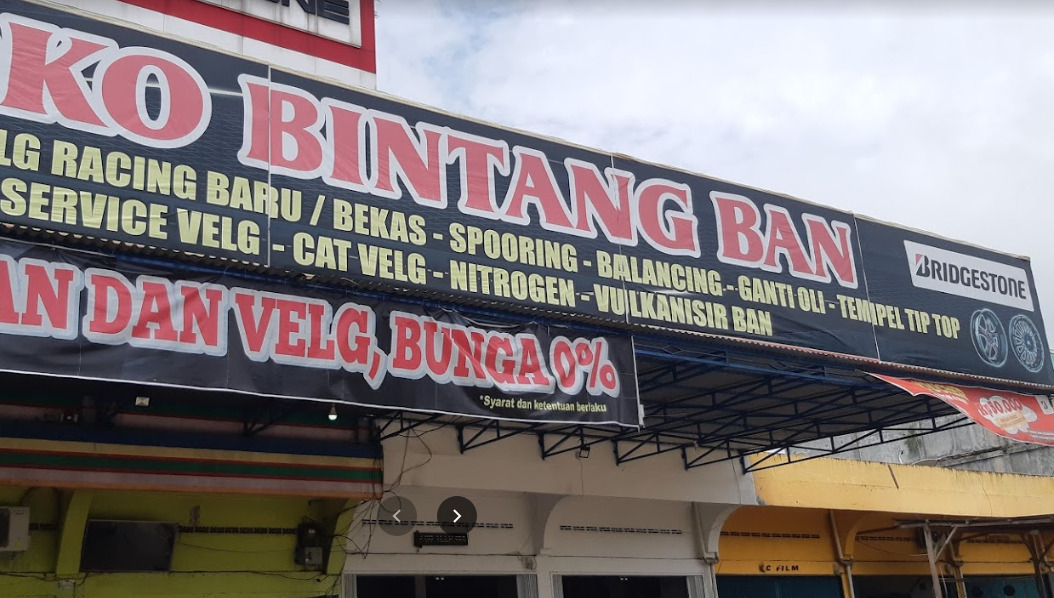 KO BINTANG BAN
LG RACING BARU / BEKAS - SPOORING - BALANCING - GANTI OLI - TEMPEL TIP TOP
SERVICE VELG - CAT VELG - NITROGEN - VULKANISIR BAN
BRIDGESTONE
AN DAN VELG, BUNGA 0%
*Syarat dan ketentuan berlaku